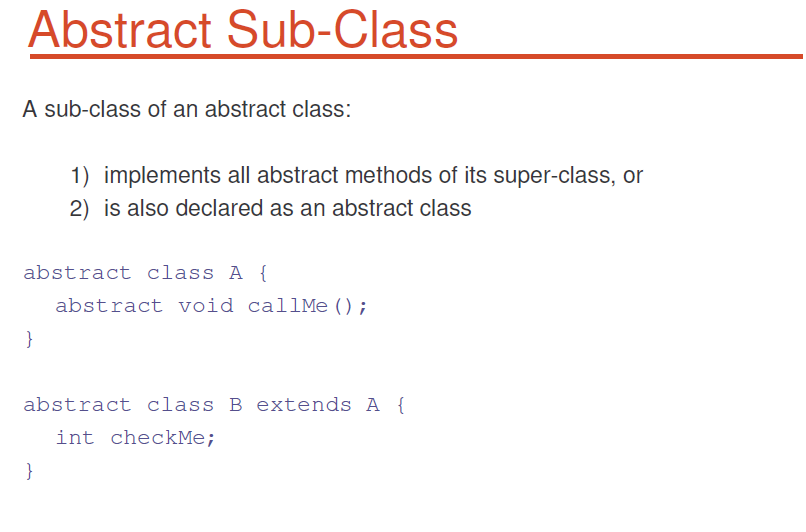 Abstract Sub-Class
A sub-class of an abstract class:
1) implements all abstract methods of its super-class, or
2) is also declared as an abstract class
abstract class A {
abstract void callMe();
}
abstract class B extends A {
int checkMe;
}